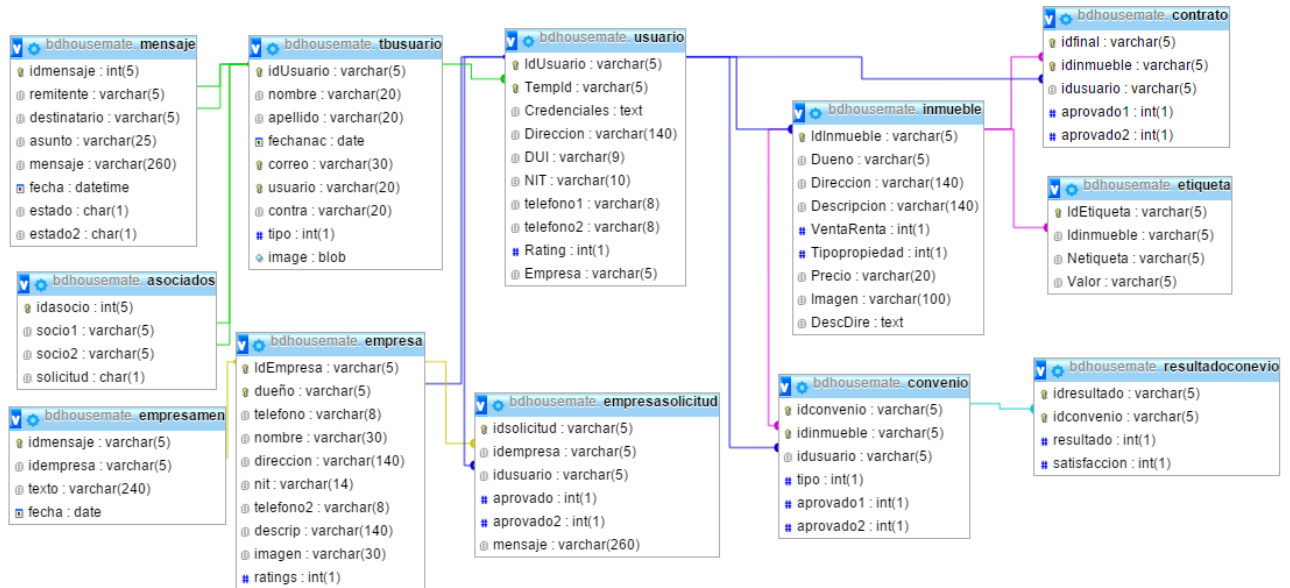 bdhousemate. mensaje
idmensaje : int(5)
remitente : varchar(5)
destinatario : varchar(5)
asunto : varchar(25)
mensaje : varchar(260)
fecha : datetime
estado : char(1)
estado2 : char(1)
bdhousemate. tbusuario
idUsuario : varchar(5)
nombre : varchar(20)
apellido : varchar(20)
fechanac : date
correo : varchar(30)
usuario : varchar(20)
contra : varchar(20)
tipo : int(1)
image : blob
bdhousemate. usuario
IdUsuario : varchar(5)
TempId : varchar(5)
Credenciales : text
Direccion : varchar(140)
DUI : varchar(9)
NIT : varchar(10)
telefono1 : varchar(8)
telefono2 : varchar(8)
Rating : int(1)
Empresa : varchar(5)
bdhousemate. contrato
idfinal : varchar(5)
idinmueble : varchar(5)
idusuario : varchar(5)
aprovado1 : int(1)
aprovado2 : int(1)
bdhousemate. inmueble
IdInmueble : varchar(5)
Dueno : varchar(5)
Direccion : varchar(140)
Descripcion : varchar(140)
VentaRenta : int(1)
Tipopropiedad : int(1)
Precio : varchar(20)
Imagen : varchar(100)
DescDire : text
bdhousemate. etiqueta
IdEtiqueta : varchar(5)
Idinmueble : varchar(5)
Netiqueta : varchar(5)
Valor : varchar(5)
bdhousemate. asociados
idasocio : int(5)
socio1 : varchar(5)
socio2 : varchar(5)
solicitud : char(1)
bdhousemate. empresa
IdEmpresa : varchar(5)
dueño : varchar(5)
telefono : varchar(8)
nombre : varchar(30)
direccion : varchar(140)
nit : varchar(14)
telefono2 : varchar(8)
descrip : varchar(140)
imagen : varchar(30)
ratings : int(1)
bdhousemate. empresamen
idmensaje : varchar(5)
idempresa : varchar(5)
texto : varchar(240)
fecha : date
bdhousemate. empresasolicitud
idsolicitud : varchar(5)
idempresa : varchar(5)
idusuario : varchar(5)
aprovado : int(1)
aprovado2 : int(1)
mensaje : varchar(260)
bdhousemate. convenio
idconvenio : varchar(5)
idinmueble : varchar(5)
idusuario : varchar(5)
tipo : int(1)
aprovado1 : int(1)
aprovado2 : int(1)
bdhousemate. resultadoconevio
idresultado : varchar(5)
idconvenio : varchar(5)
resultado : int(1)
satisfaccion : int(1)